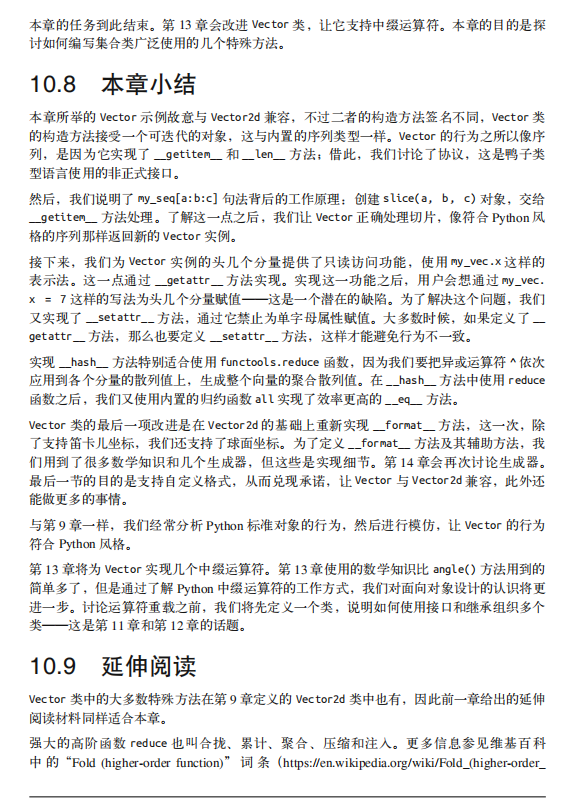 本章的任务到此结束。第 13 章会改进 Vector 类，让它支持中缀运算符。本章的目的是探
讨如何编写集合类广泛使用的几个特殊方法。
10.8 本章小结
本章所举的 Vector 示例故意与 Vector2d 兼容，不过二者的构造方法签名不同，Vector 类
的构造方法接受一个可迭代的对象，这与内置的序列类型一样。Vector 的行为之所以像序
列，是因为它实现了 __getitem__ 和 __len__ 方法；借此，我们讨论了协议，这是鸭子类
型语言使用的非正式接口。
然后，我们说明了 my_seq[a:b:c] 句法背后的工作原理：创建 slice(a, b, c) 对象，交给
__getitem__ 方法处理。了解这一点之后，我们让 Vector 正确处理切片，像符合 Python 风
格的序列那样返回新的 Vector 实例。
接下来，我们为 Vector 实例的头几个分量提供了只读访问功能，使用 my_vec.x 这样的
表示法。这一点通过 __getattr__ 方法实现。实现这一功能之后，用户会想通过 my_vec.
x = 7 这样的写法为头几个分量赋值——这是一个潜在的缺陷。为了解决这个问题，我们
又实现了 __setattr__ 方法，通过它禁止为单字母属性赋值。大多数时候，如果定义了 __
getattr__ 方法，那么也要定义 __setattr__ 方法，这样才能避免行为不一致。
实现 __hash__ 方法特别适合使用 functools.reduce 函数，因为我们要把异或运算符 ^ 依次
应用到各个分量的散列值上，生成整个向量的聚合散列值。在 __hash__ 方法中使用 reduce
函数之后，我们又使用内置的归约函数 all 实现了效率更高的 __eq__ 方法。
Vector 类的最后一项改进是在 Vector2d 的基础上重新实现 __format__ 方法，这一次，除
了支持笛卡儿坐标，我们还支持了球面坐标。为了定义 __format__ 方法及其辅助方法，我
们用到了很多数学知识和几个生成器，但这些是实现细节。第 14 章会再次讨论生成器。
最后一节的目的是支持自定义格式，从而兑现承诺，让 Vector 与 Vector2d 兼容，此外还
能做更多的事情。
与第 9 章一样，我们经常分析 Python 标准对象的行为，然后进行模仿，让 Vector 的行为
符合 Python 风格。
第 13 章将为 Vector 实现几个中缀运算符。第 13 章使用的数学知识比 angle() 方法用到的
简单多了，但是通过了解 Python 中缀运算符的工作方式，我们对面向对象设计的认识将更
进一步。讨论运算符重载之前，我们将先定义一个类，说明如何使用接口和继承组织多个
类——这是第 11 章和第 12 章的话题。
10.9 延伸阅读
Vector 类中的大多数特殊方法在第 9 章定义的 Vector2d 类中也有，因此前一章给出的延伸
阅读材料同样适合本章。
强大的高阶函数 reduce 也叫合拢、累计、聚合、压缩和注入。更多信息参见维基百科
中的“Fold (higher-order function)”词条（https://en.wikipedia.org/wiki/Fold_(higher-order_